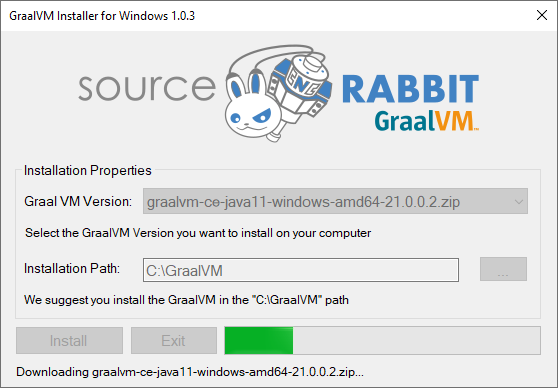 GraalVM Installer for Windows 1.0.3
source ENG RABBIT
GraalVM™
Installation Properties
Graal VM Version: graalvm-ce-java11-windows-amd64-21.0.0.2.zip
Select the GraalVM Version you want to install on your computer
Installation Path: C:\GraalVM ...
We suggest you install the GraalVM in the "C:\GraalVM" path
Install Exit
Downloading graalvm-ce-java11-windows-amd64-21.0.0.2.zip...